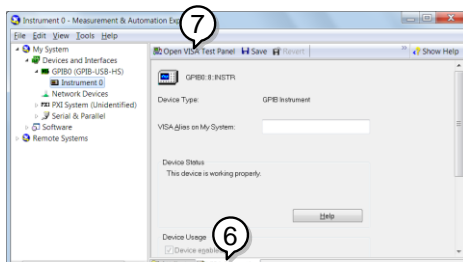 Instrument 0 - Measurement & Automation Exp
7
File Edit View Tools Help
My System
Devices and Interfaces
GPIB0 (GPIB-USB-HS)
Instrument 0
Network Devices
PXI System (Unidentified)
Serial & Parallel
Software
Remote Systems
Open VISA Test Panel Save Revert Show Help
GPIB0::8::INSTR
Device Type: GPIB Instrument
VISA Alias on My System:
Device Status
This device is working properly.
Help
Device Usage
6
Device enabled